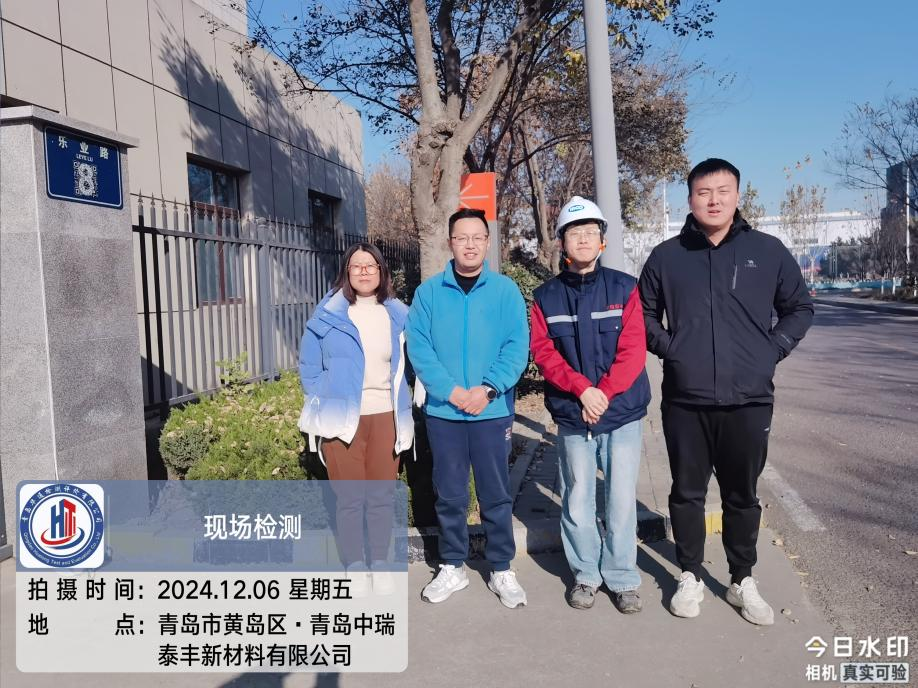 乐业路
LEYE LU
现场检测
拍摄时间：2024.12.06 星期五
地　　点：青岛市黄岛区·青岛中瑞
泰丰新材料有限公司
今日水印
相机 真实可验